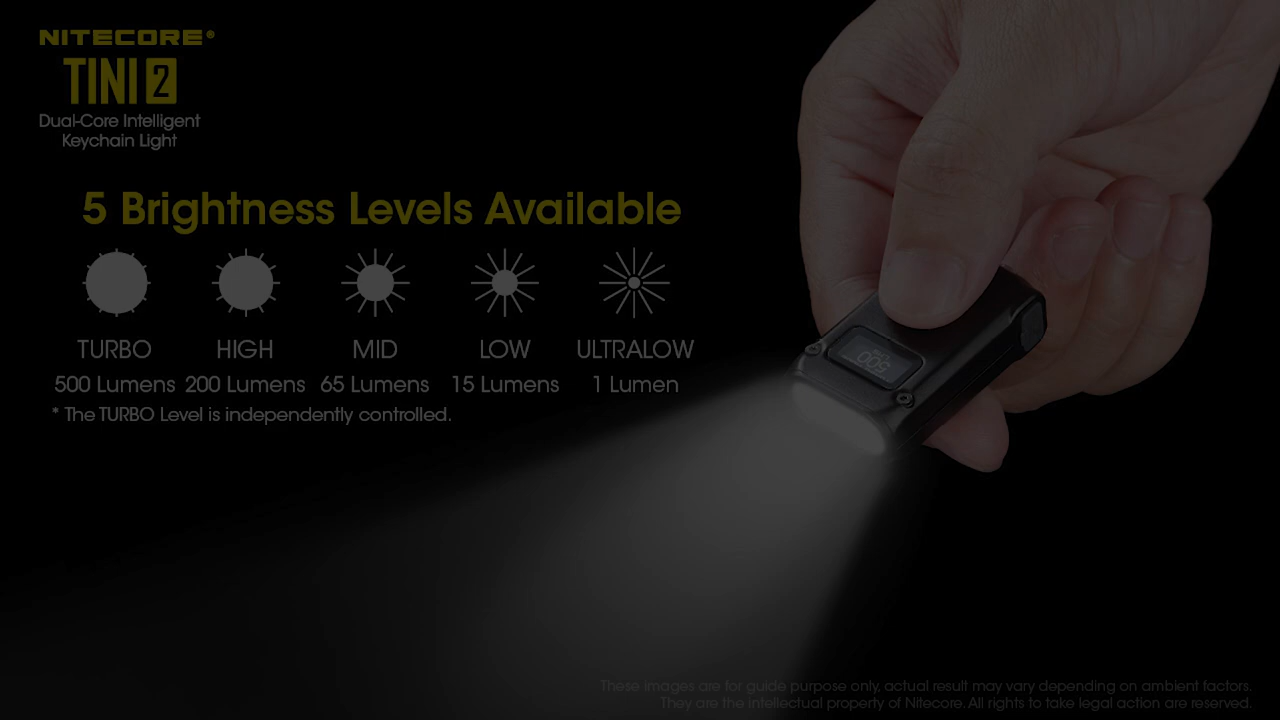 NITECORE®
TINI 2
Dual-Core Intelligent
Keychain Light
5 Brightness Levels Available
TURBO HIGH MID LOW ULTRALOW
500 Lumens 200 Lumens 65 Lumens 15 Lumens 1 Lumen
* The TURBO Level is independently controlled.
500
These images are for guide purpose only, actual result may vary depending on ambient factors.
They are the intellectual property of Nitecore. All rights to take legal action are reserved.